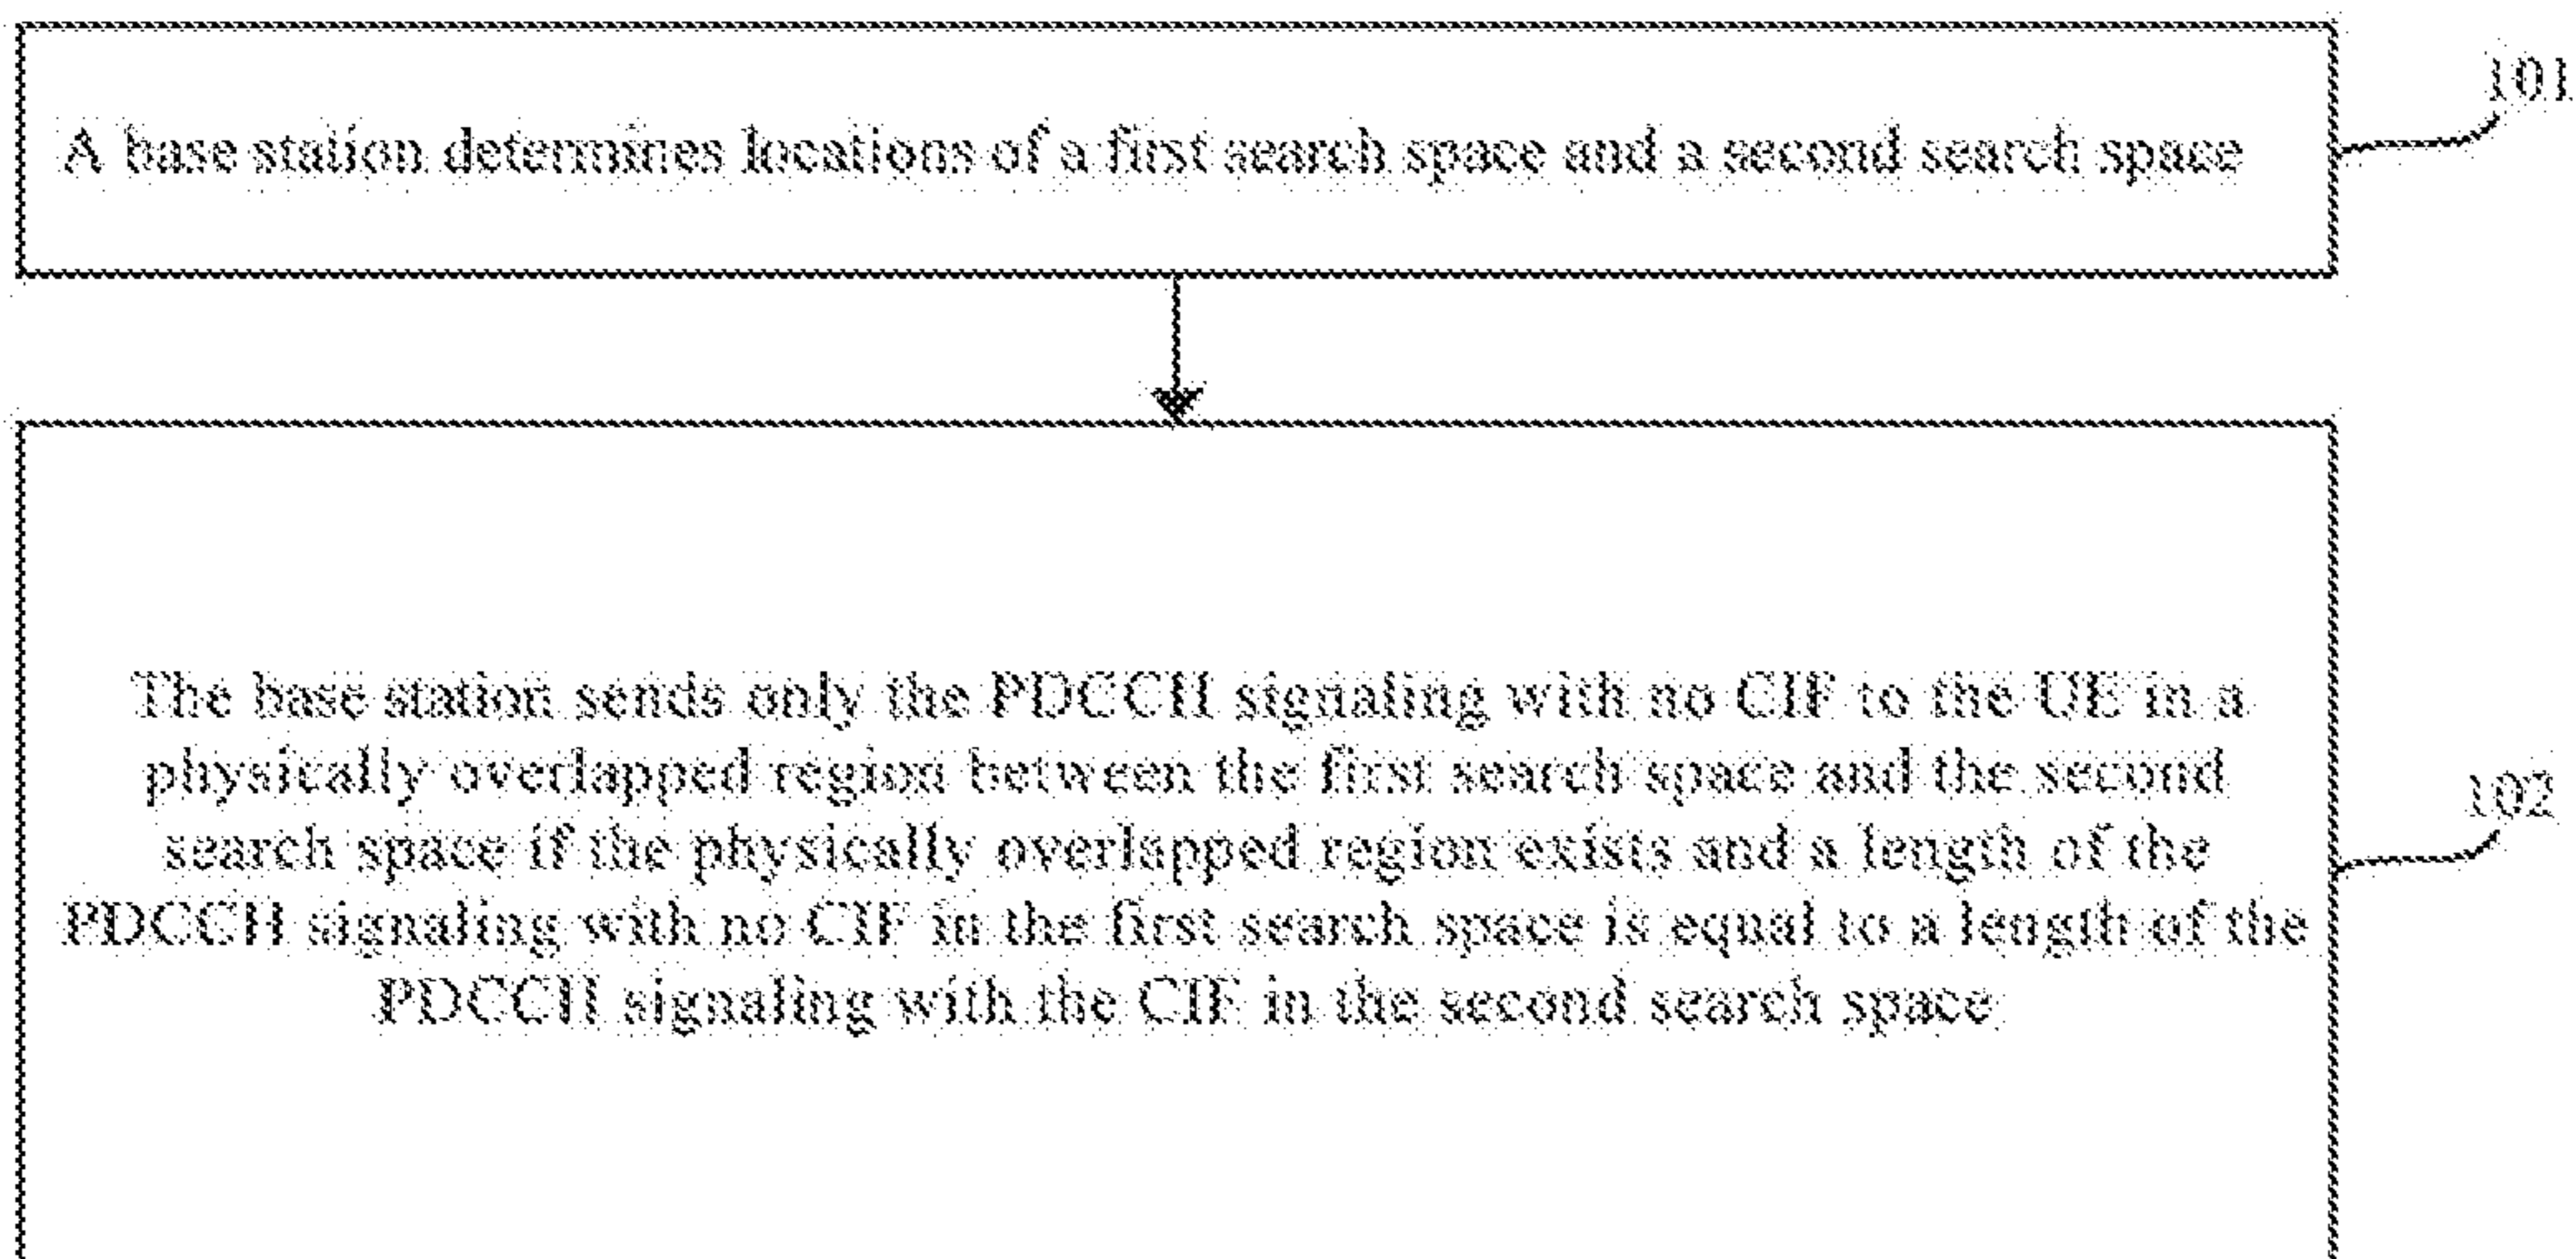 101
A base station determines locations of a first search space and a second search space
The base station sends only the PDCCH signaling with no CIF to the UE in a
physically overlapped region between the first search space and the second
102
search space if the physically overlapped region exists and a length of the
PDCCH signaling with no CIF in the first search space is equal to a length of the
PDCCH signaling with the CIF in the second search space